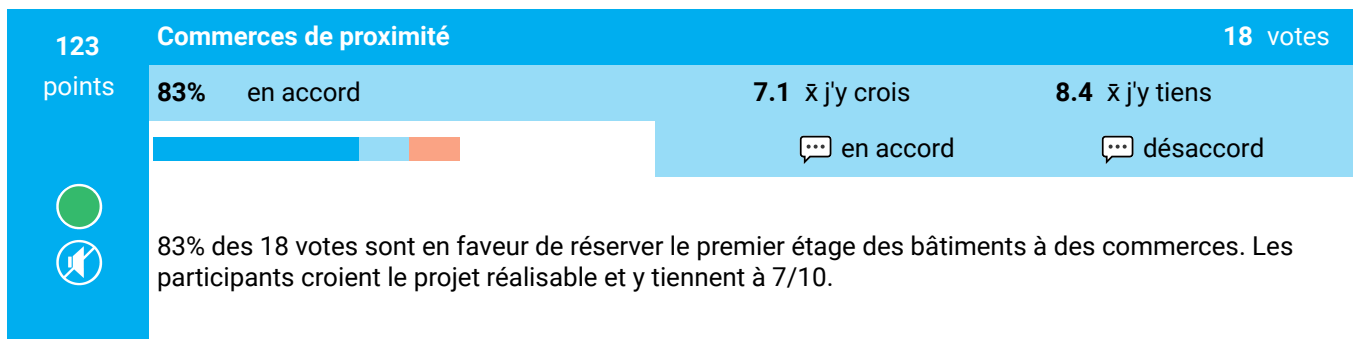 123
points
Commerces de proximité 18 votes
83% en accord 7.1 x̄ j'y crois 8.4 x̄ j'y tiens
en accord désaccord
83% des 18 votes sont en faveur de réserver le premier étage des bâtiments à des commerces. Les
participants croient le projet réalisable et y tiennent à 7/10.